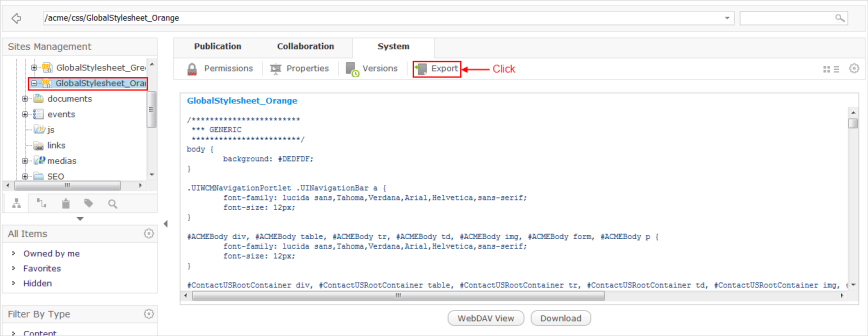 /acme/css/GlobalStylesheet_Orange
Sites Management
GlobalStylesheet_Gre
GlobalStylesheet_Ora
documents
events
js
links
medias
SEO
All Items
Owned by me
Favorites
Hidden
Filter By Type
Content
Publication Collaboration System
Permissions Properties Versions Export Click
GlobalStylesheet_Orange
/************************
*** GENERIC
************************/
body {
background: #DEDFDF;
}
.UIWCMNavigationPortlet .UINavigationBar a {
font-family: lucida sans,Tahoma,Verdana,Arial,Helvetica,sans-serif;
font-size: 12px;
}
#ACMEBody div, #ACMEBody table, #ACMEBody tr, #ACMEBody td, #ACMEBody img, #ACMEBody form, #ACMEBody p {
font-family: lucida sans,Tahoma,Verdana,Arial,Helvetica,sans-serif;
font-size: 12px;
}
#ContactUSRootContainer div, #ContactUSRootContainer table, #ContactUSRootContainer tr, #ContactUSRootContainer td, #ContactUSRootContainer img,
WebDAV View Download